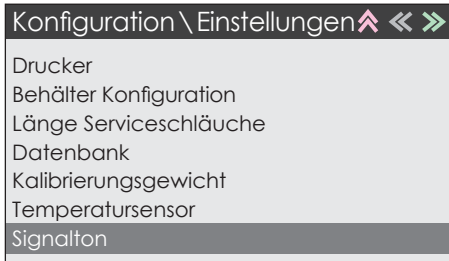 Konfiguration \ Einstellungen
Drucker
Behälter Konfiguration
Länge Serviceschläuche
Datenbank
Kalibrierungsgewicht
Temperatursensor
Signalton